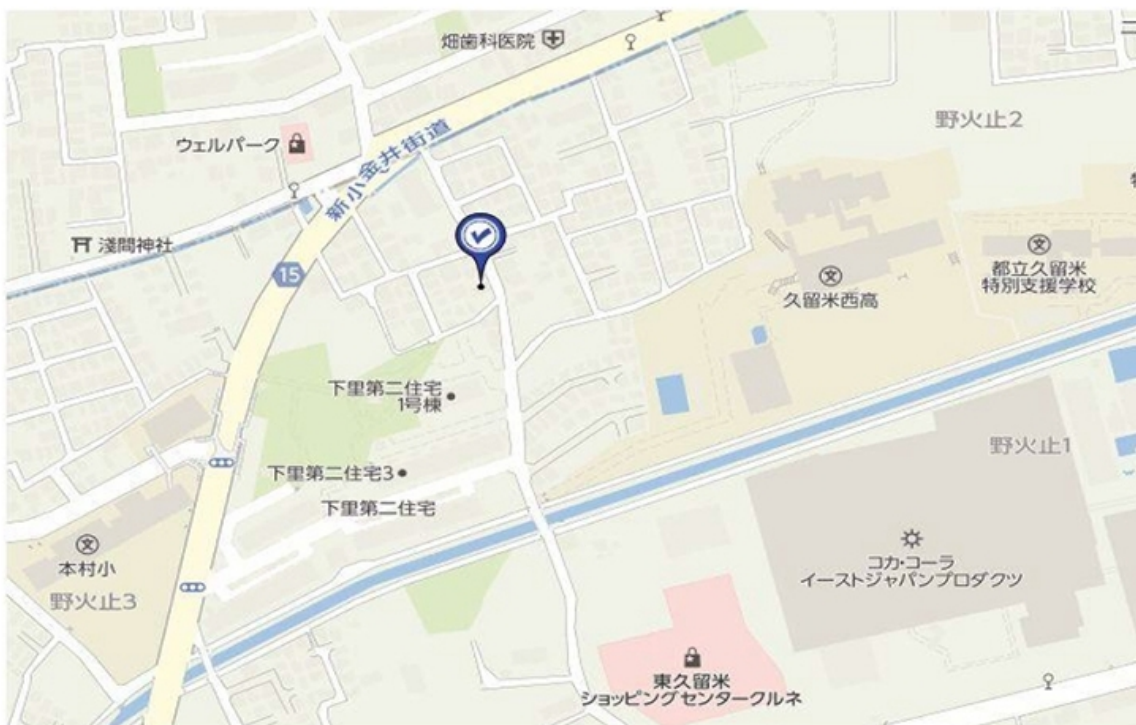 畑歯科医院
野火止2
ウェルパーク
新小金井街道
浅間神社
15
文
都立久留米
特別支援学校
文
久留米西高
下里第二住宅
1号棟
野火止1
下里第二住宅3
下里第二住宅
文
本村小
コカ・コーラ
イーストジャパンプロダクツ
野火止3
東久留米
ショッピングセンタークルネ